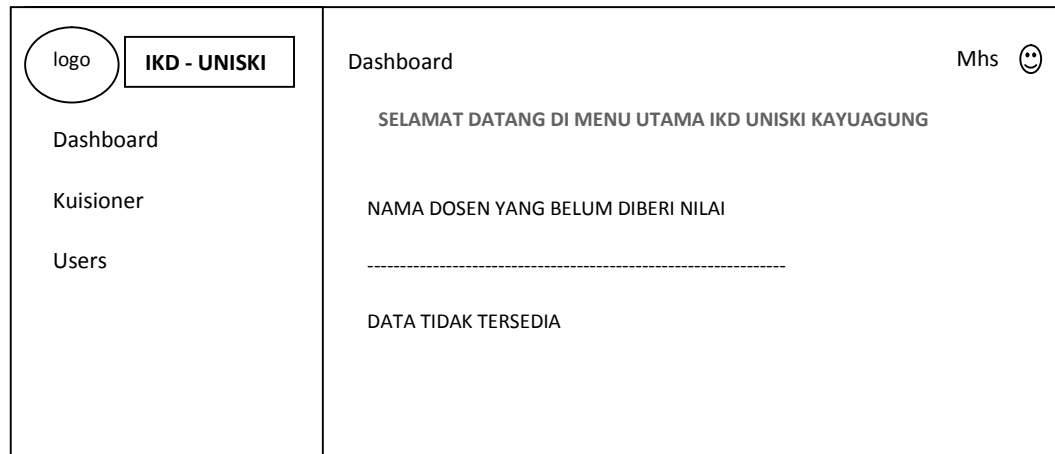 logo
IKD - UNISKI
Dashboard
Kuisioner
Users
Dashboard
Mhs
SELAMAT DATANG DI MENU UTAMA IKD UNISKI KAYUAGUNG
NAMA DOSEN YANG BELUM DIBERI NILAI
----------------------------------------------------------------
DATA TIDAK TERSEDIA